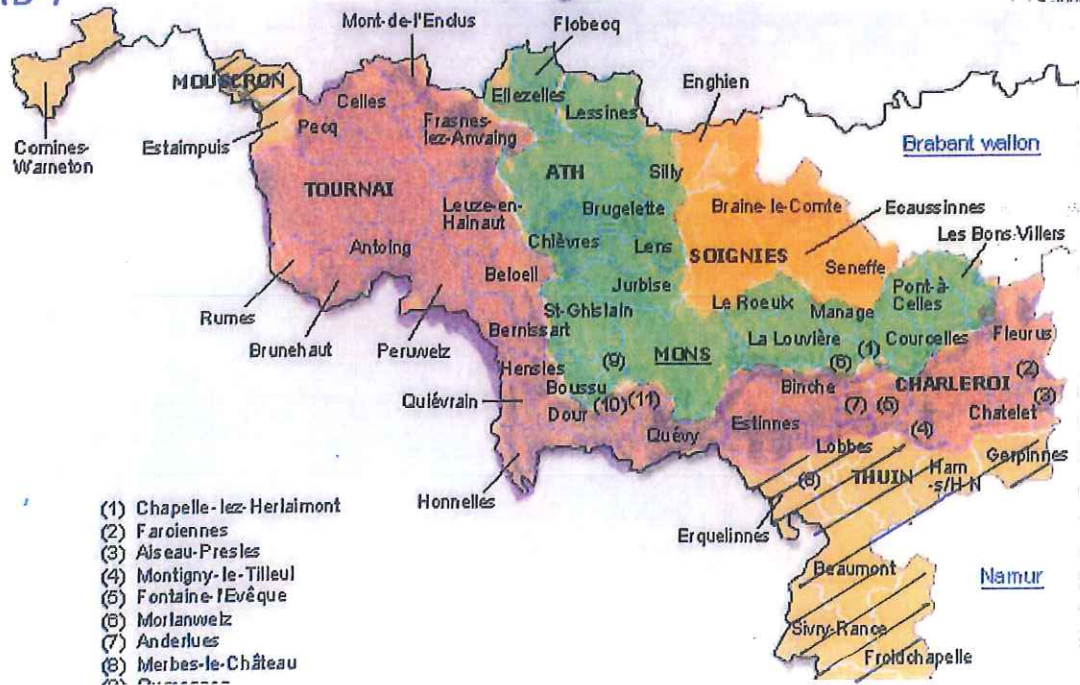 Mont-de-l'Enclus
Flobecq
MOUSCRON
Ellezelles
Enghien
Celles
Lessines
Comines-
Warneton
Estaimpuis
Pecq
Frasnes-
lez-Anvaing
Brabant wallon
ATH
Silly
TOURNAI
Leuze-en-
Hainaut
Brugelette
Braine-le-Comte
Ecaussinnes
Les Bons-Villers
Antoing
Chièvres
Lens
SOIGNIES
Seneffe
Beloeil
Jurbise
Pont-à-
Celles
Rumes
St-Ghislain
Le Roeulx
Manage
Brunehaut
Peruwelz
Bernissart
MONS
La Louvière
(1)
Courcelles
Fleurus
Hensies
(9)
(6)
(2)
Quiévrain
Boussu
Binche
CHARLEROI
Dour
(10)
(11)
(7)
(5)
(3)
Estinnes
(4)
Chatelet
Quévy
Lobbes
Honnelles
(8)
THUIN
Ham
-s/H-N
Gerpinnes
Erquelinnes
Beaumont
Namur
Sivry-Rance
Froidchapelle
(1) Chapelle-lez-Herlaimont
(2) Farciennes
(3) Aiseau-Presles
(4) Montigny-le-Tilleul
(5) Fontaine-l'Evêque
(6) Morlanwelz
(7) Anderlues
(8) Merbes-le-Château